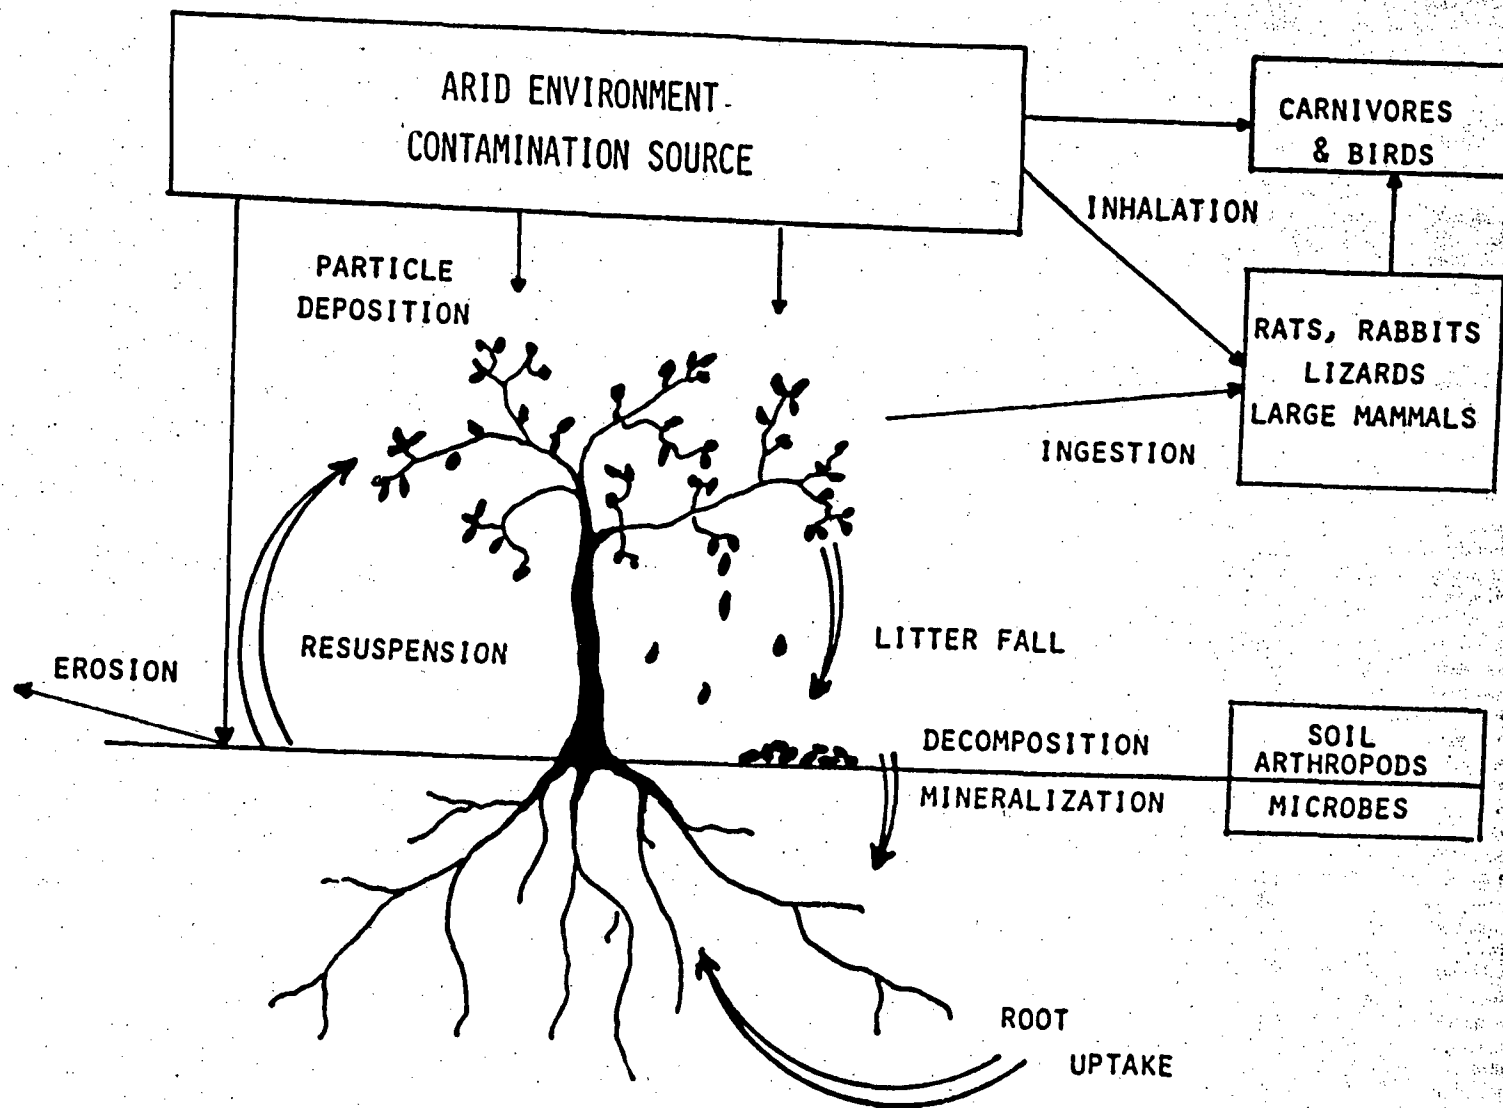 ARID ENVIRONMENT
CONTAMINATION SOURCE
CARNIVORES
& BIRDS
INHALATION
PARTICLE
DEPOSITION
RATS, RABBITS
LIZARDS
LARGE MAMMALS
INGESTION
RESUSPENSION
EROSION
LITTER FALL
DECOMPOSITION
MINERALIZATION
SOIL
ARTHROPODS
MICROBES
ROOT
UPTAKE